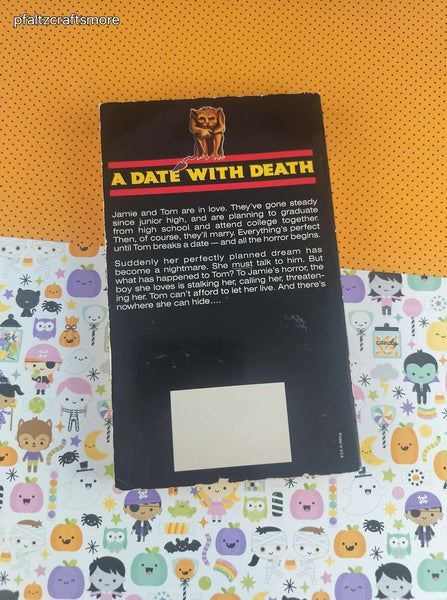 pfaltzcraftsmore
A DATE WITH DEATH
Jamie and Tom are in love. They've gone steady
since junior high, and are planning to graduate
from high school and attend college together.
Then, of course, they'll marry. Everything's perfect
until Tom breaks a date — and all the horror begins.
Suddenly her perfectly planned dream has
become a nightmare. She must talk to him. But
what has happened to Tom? To Jamie's horror, the
boy she loves is stalking her, calling her, threaten-
ing her. Tom can't afford to let her live. And there's
nowhere she can hide....
Printed in U.S.A.
candy